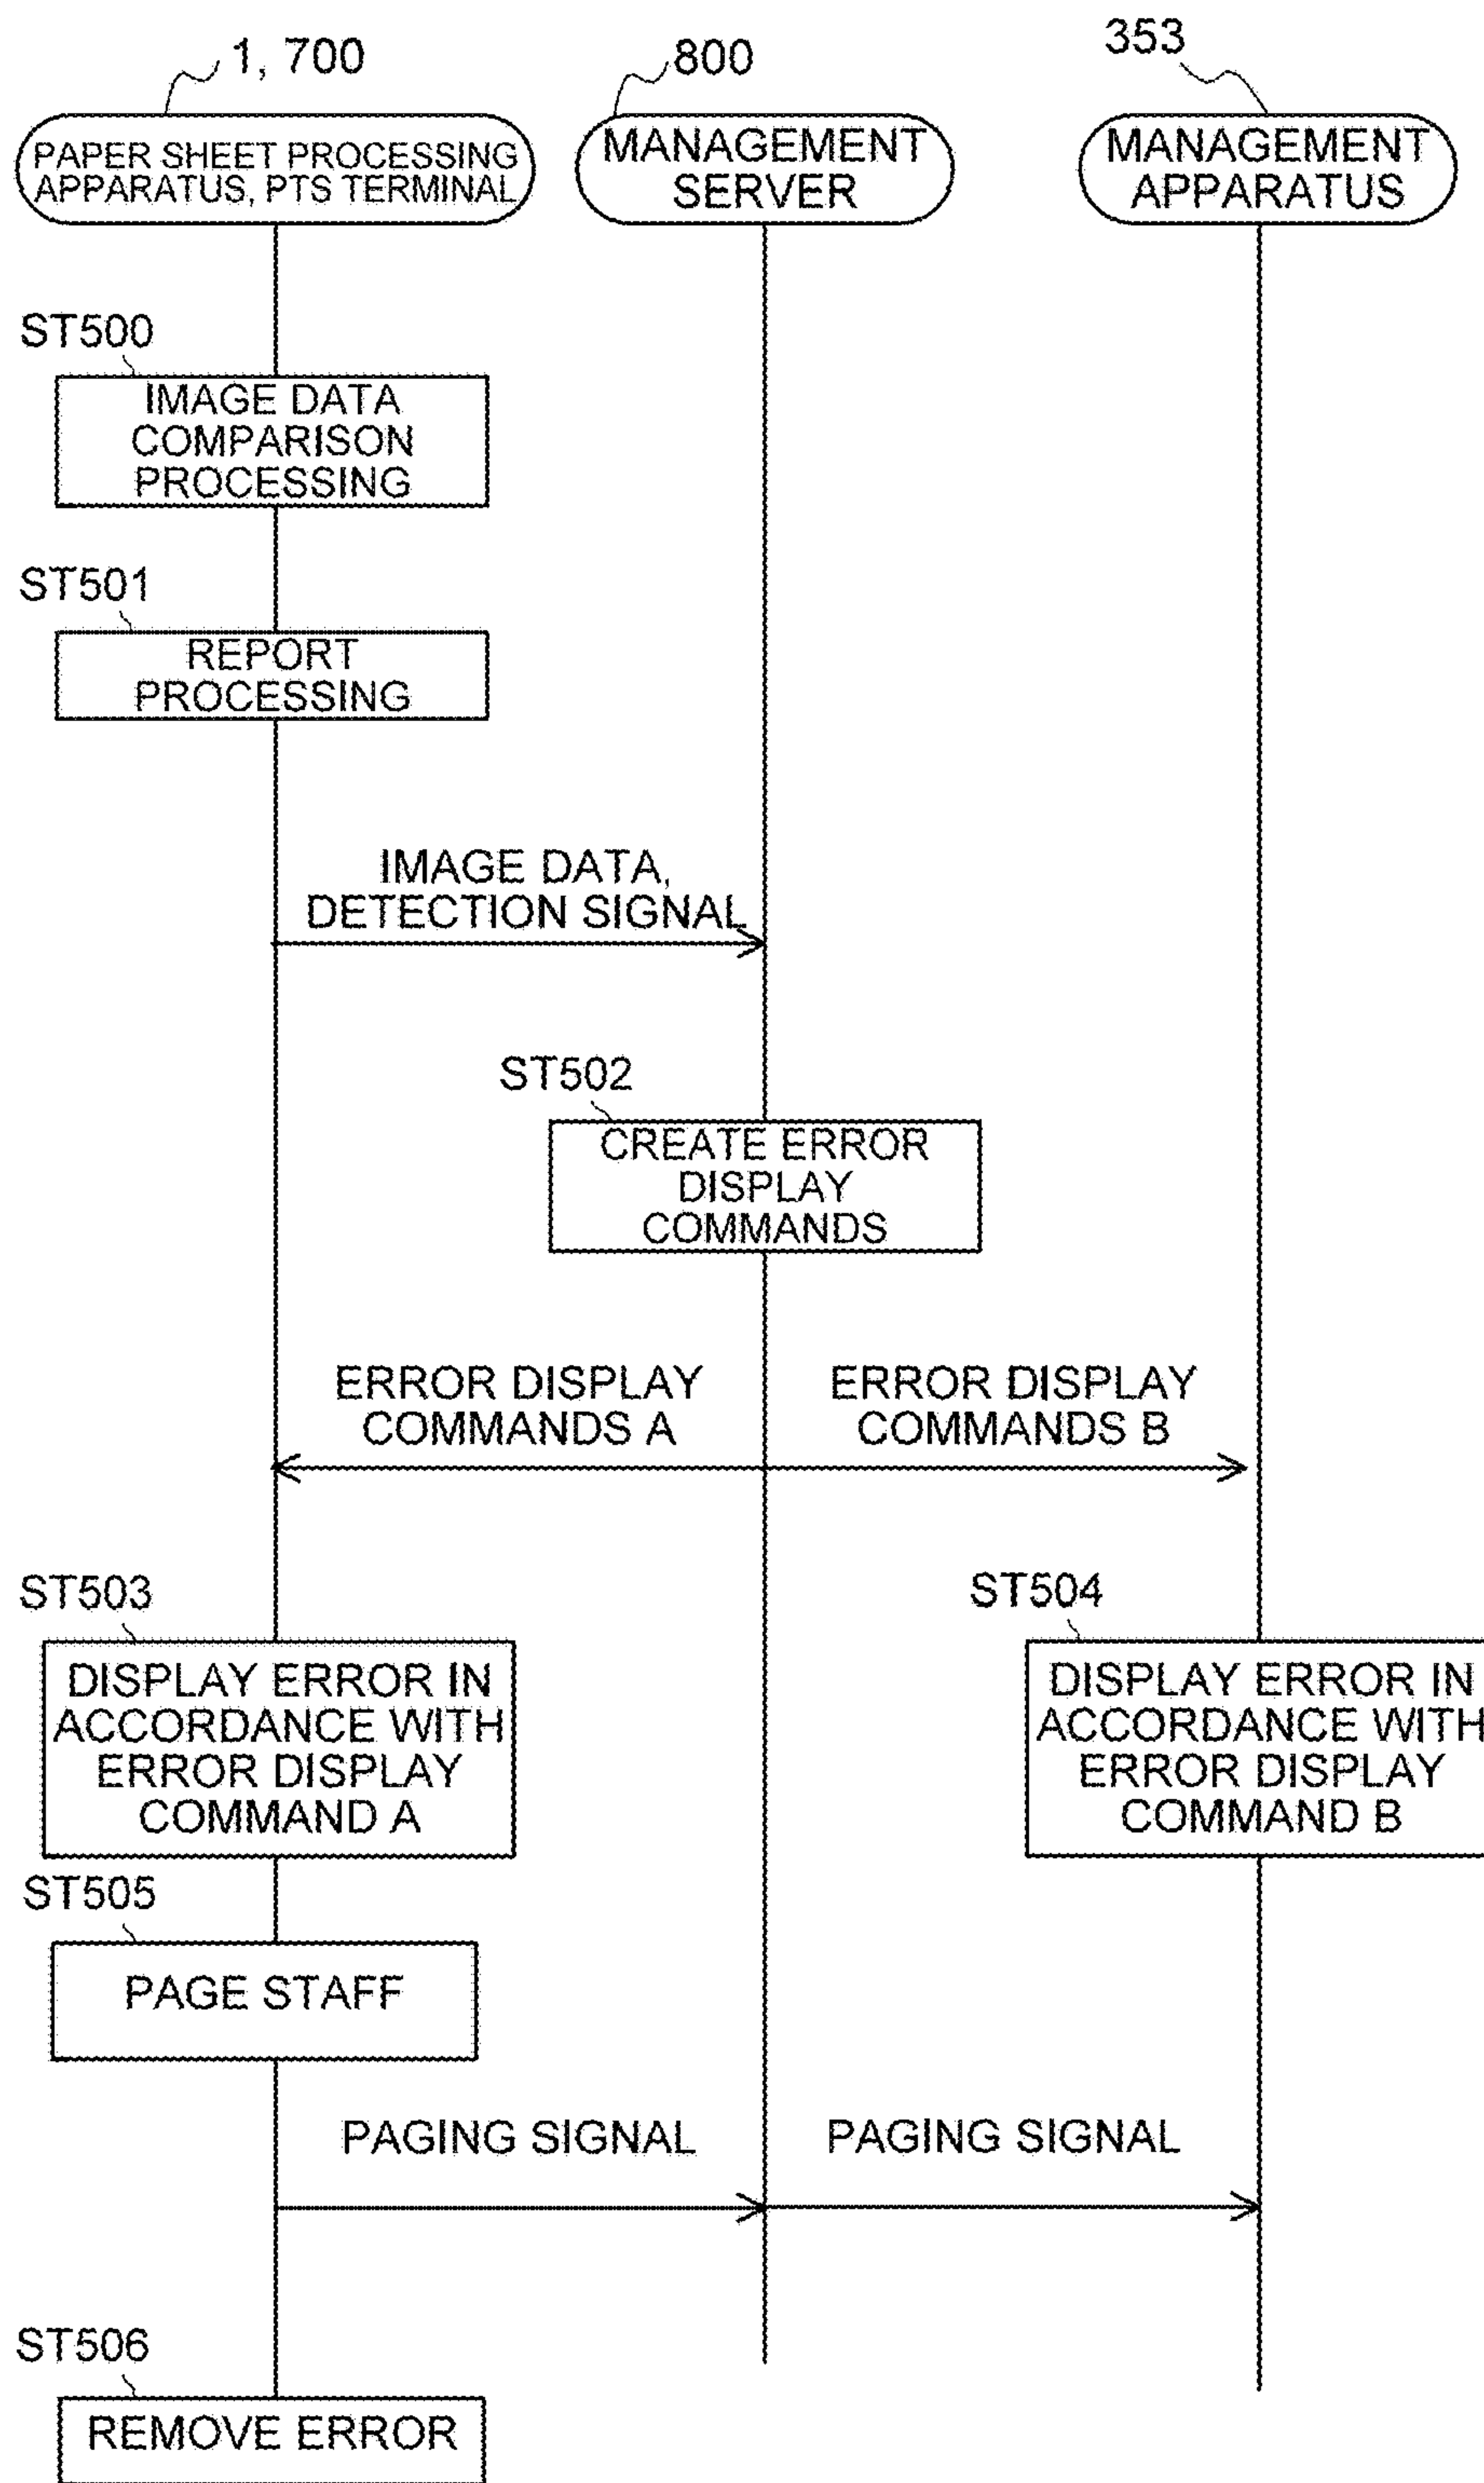 1, 700
800
353
PAPER SHEET PROCESSING
APPARATUS, PTS TERMINAL
MANAGEMENT
SERVER
MANAGEMENT
APPARATUS
ST500
IMAGE DATA
COMPARISON
PROCESSING
ST501
REPORT
PROCESSING
IMAGE DATA,
DETECTION SIGNAL
ST502
CREATE ERROR
DISPLAY
COMMANDS
ERROR DISPLAY
COMMANDS A
ERROR DISPLAY
COMMANDS B
ST503
DISPLAY ERROR IN
ACCORDANCE WITH
ERROR DISPLAY
COMMAND A
ST504
DISPLAY ERROR IN
ACCORDANCE WITH
ERROR DISPLAY
COMMAND B
ST505
PAGE STAFF
PAGING SIGNAL
PAGING SIGNAL
ST506
REMOVE ERROR